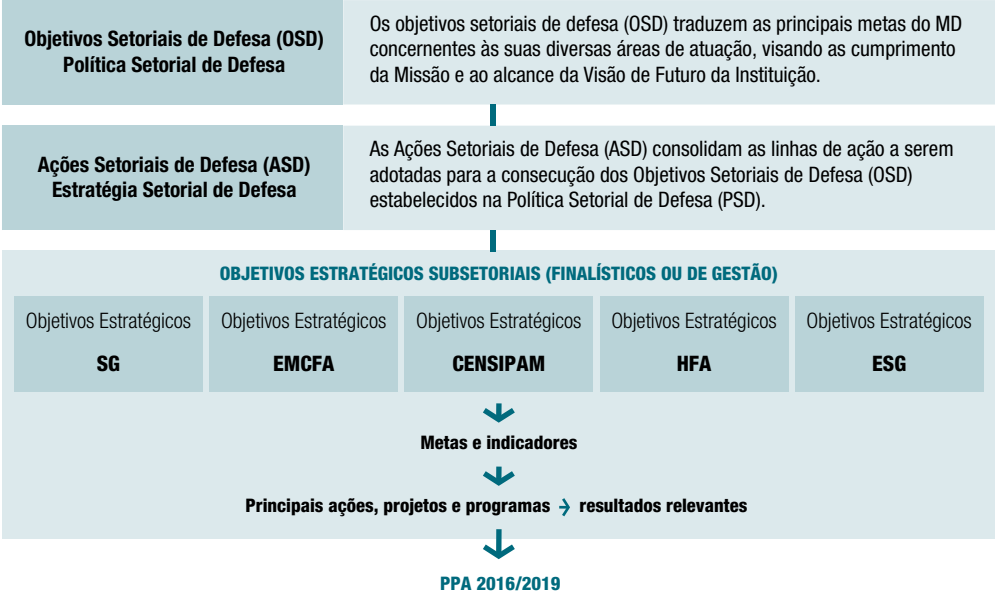 Objetivos Setoriais de Defesa (OSD)
Política Setorial de Defesa
Os objetivos setoriais de defesa (OSD) traduzem as principais metas do MD
concernentes às suas diversas áreas de atuação, visando as cumprimento
da Missão e ao alcance da Visão de Futuro da Instituição.
Ações Setoriais de Defesa (ASD)
Estratégia Setorial de Defesa
As Ações Setoriais de Defesa (ASD) consolidam as linhas de ação a serem
adotadas para a consecução dos Objetivos Setoriais de Defesa (OSD)
estabelecidos na Política Setorial de Defesa (PSD).
OBJETIVOS ESTRATÉGICOS SUBSETORIAIS (FINALÍSTICOS OU DE GESTÃO)
Objetivos Estratégicos
SG
Objetivos Estratégicos
EMCFA
Objetivos Estratégicos
CENSIPAM
Objetivos Estratégicos
HFA
Objetivos Estratégicos
ESG
Metas e indicadores
Principais ações, projetos e programas → resultados relevantes
PPA 2016/2019